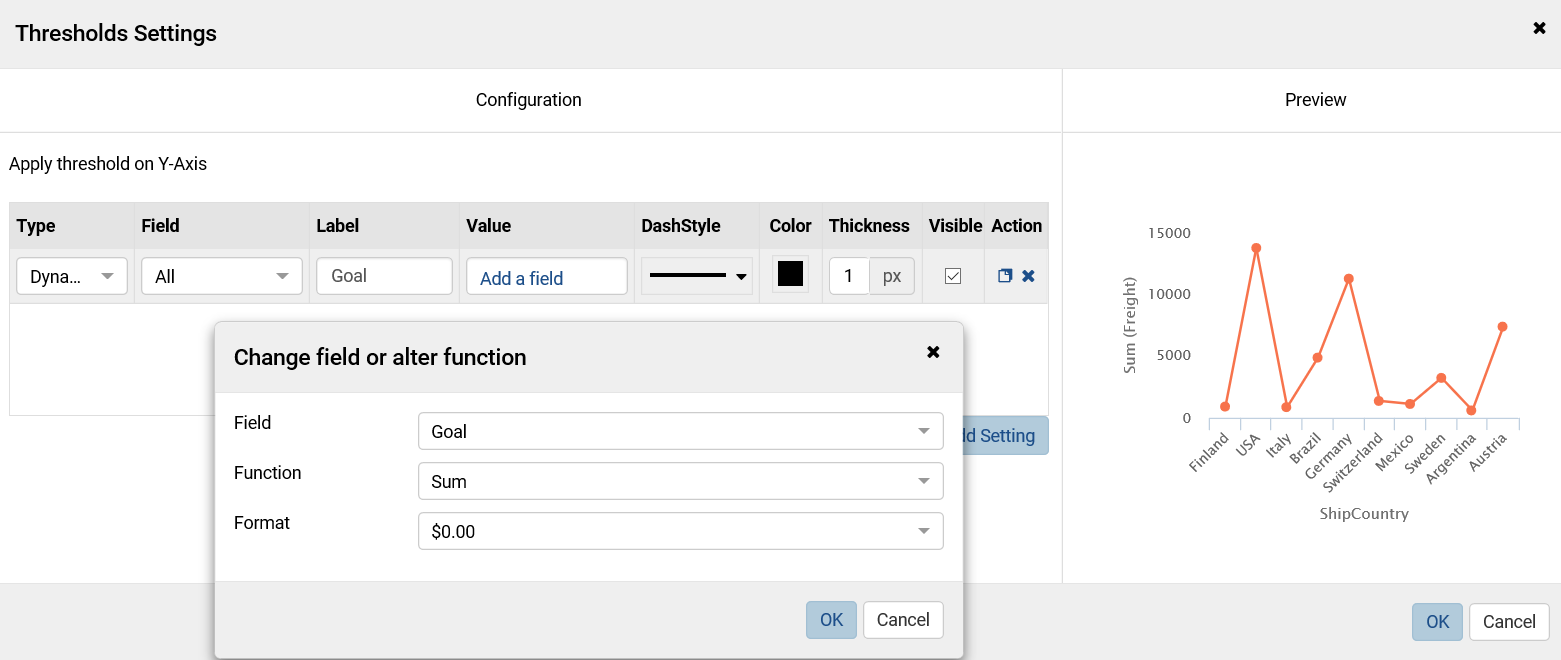 Thresholds Settings
Configuration
Preview
Apply threshold on Y-Axis
Type Field Label Value DashStyle Color Thickness Visible Action
Dyna... All Goal Add a field 1 px
Change field or alter function
Field Goal
Function Sum
Format $0.00
OK Cancel
d Setting
15000
10000
5000
0
Sum (Freight)
Finland USA Italy Brazil Germany Switzerland Mexico Sweden Argentina Austria
ShipCountry
OK Cancel